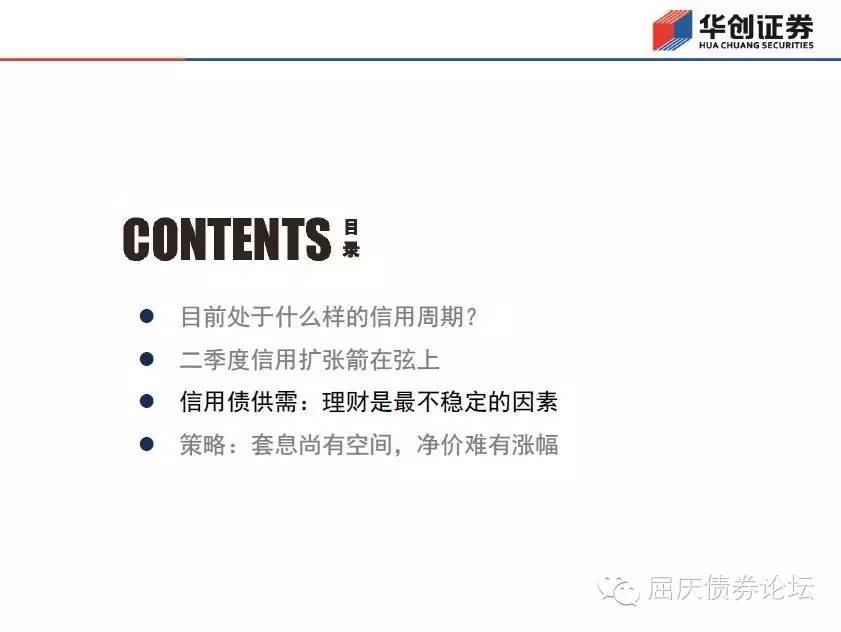 华创证券
HUA CHUANG SECURITIES
CONTENTS 目录
目前处于什么样的信用周期？
二季度信用扩张箭在弦上
信用债供需：理财是最不稳定的因素
策略：套息尚有空间，净价难有涨幅
屈庆债券论坛